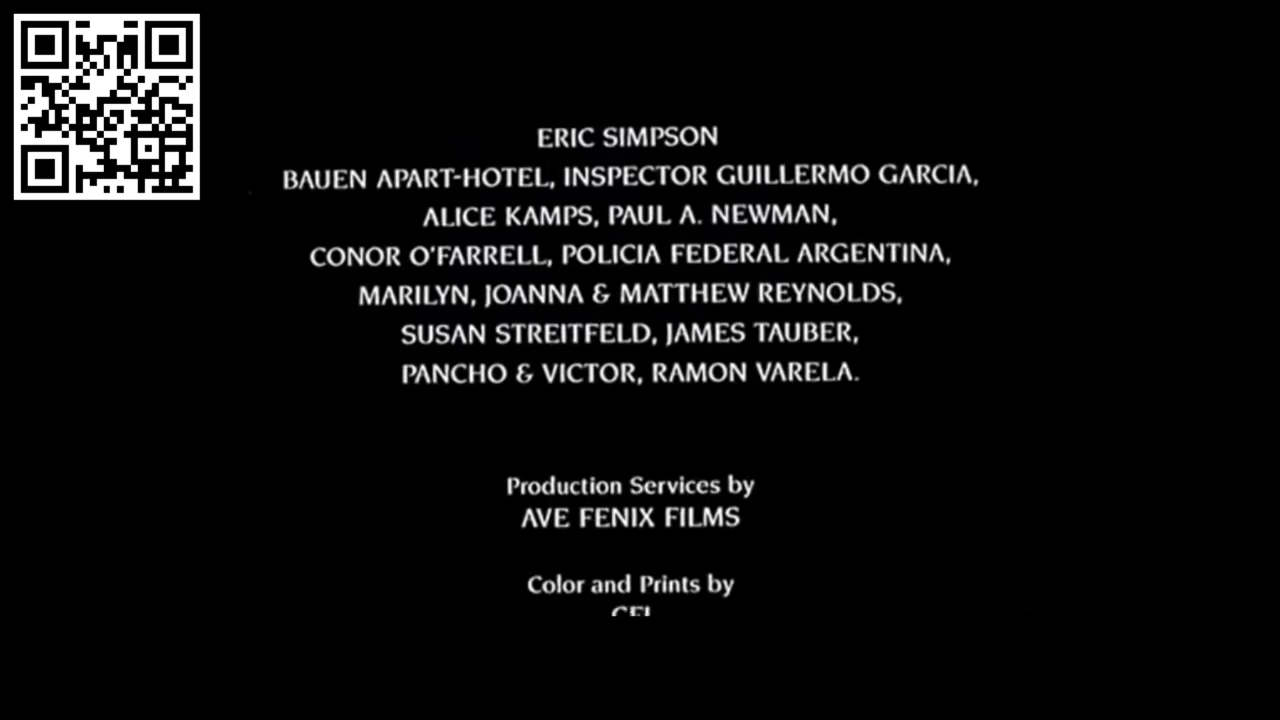 ERIC SIMPSON
BAUEN APART-HOTEL, INSPECTOR GUILLERMO GARCIA,
ALICE KAMPS, PAUL A. NEWMAN,
CONOR O'FARRELL, POLICIA FEDERAL ARGENTINA,
MARILYN, JOANNA & MATTHEW REYNOLDS,
SUSAN STREITFELD, JAMES TAUBER,
PANCHO & VICTOR, RAMON VARELA.
Production Services by
AVE FENIX FILMS
Color and Prints by